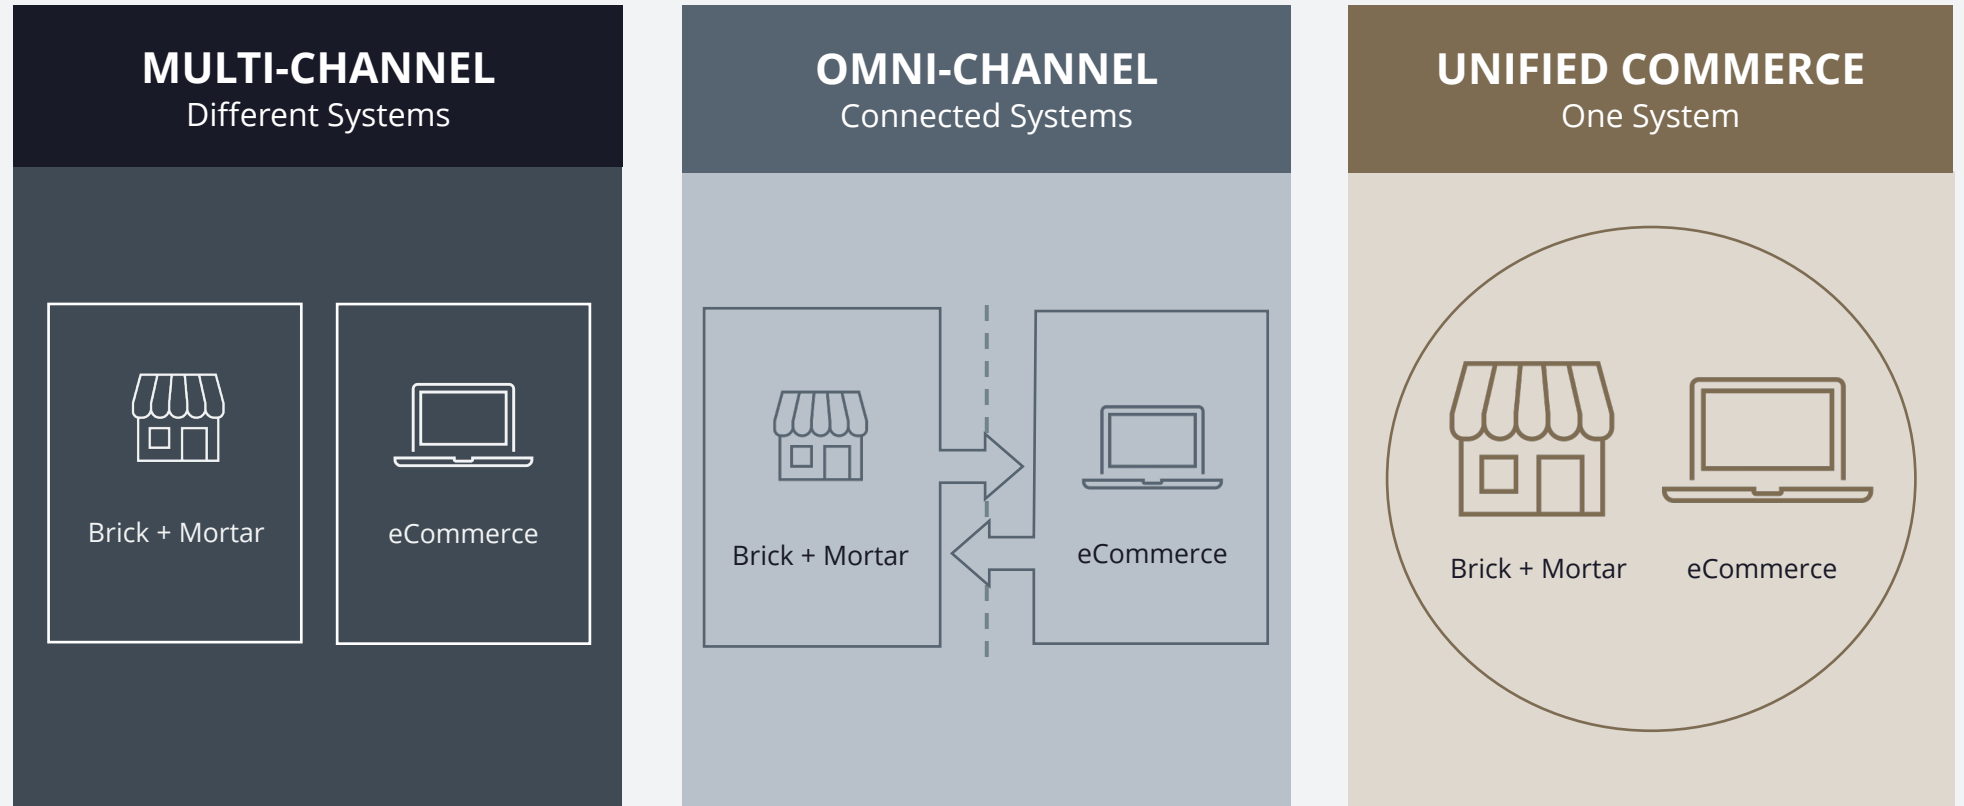 MULTI-CHANNEL
Different Systems
Brick + Mortar
eCommerce
OMNI-CHANNEL
Connected Systems
Brick + Mortar
eCommerce
UNIFIED COMMERCE
One System
Brick + Mortar
eCommerce